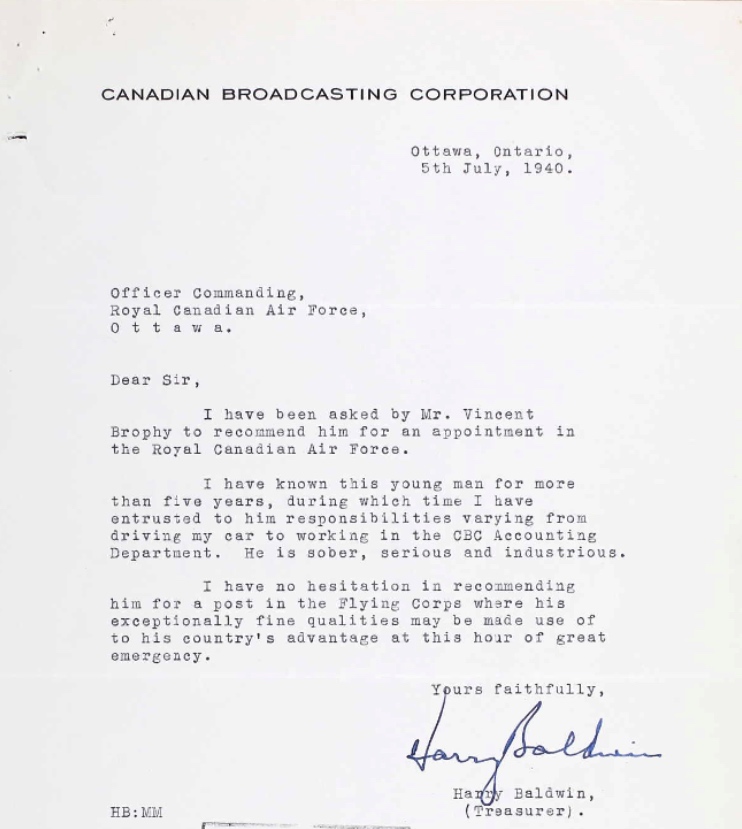 CANADIAN BROADCASTING CORPORATION
Ottawa, Ontario,
5th July, 1940.
Officer Commanding,
Royal Canadian Air Force,
O t t a w a.
Dear Sir,
I have been asked by Mr. Vincent
Brophy to recommend him for an appointment in
the Royal Canadian Air Force.
I have known this young man for more
than five years, during which time I have
entrusted to him responsibilities varying from
driving my car to working in the CBC Accounting
Department. He is sober, serious and industrious.
I have no hesitation in recommending
him for a post in the Flying Corps where his
exceptionally fine qualities may be made use of
to his country's advantage at this hour of great
emergency.
Yours faithfully,
Harry Baldwin
Harry Baldwin,
HB:MM (Treasurer).